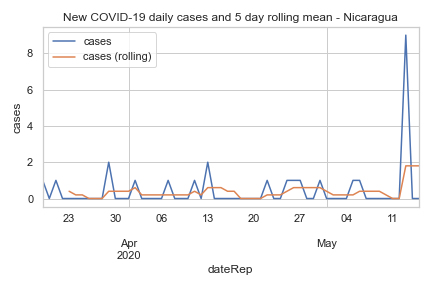 New COVID-19 daily cases and 5 day rolling mean - Nicaragua
cases
cases (rolling)
8
6
4
2
0
cases
23 30 06 13 20 27 04 11
Apr May
2020
dateRep